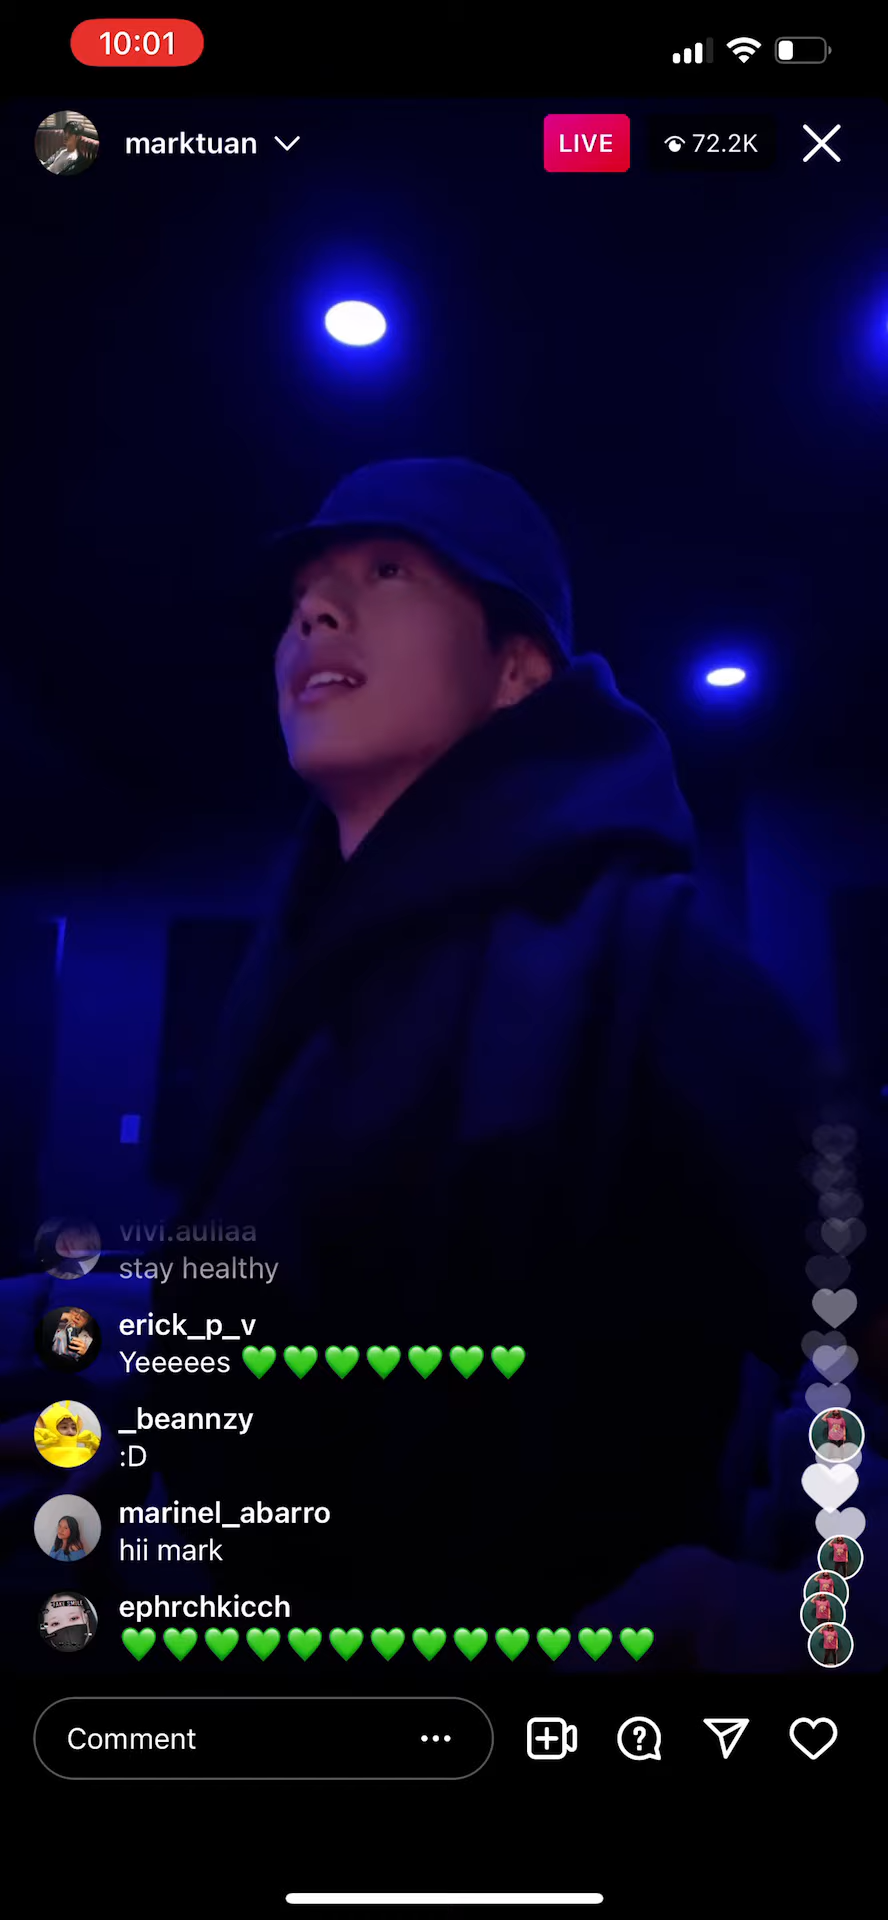 10:01
marktuan
LIVE
72.2K
vivi.auliaa
stay healthy
erick_p_v
Yeeeees 💚💚💚💚💚💚💚
_beannzy
:D
marinel_abarro
hii mark
ephrchkicch
💚💚💚💚💚💚💚💚💚💚💚💚💚
Comment